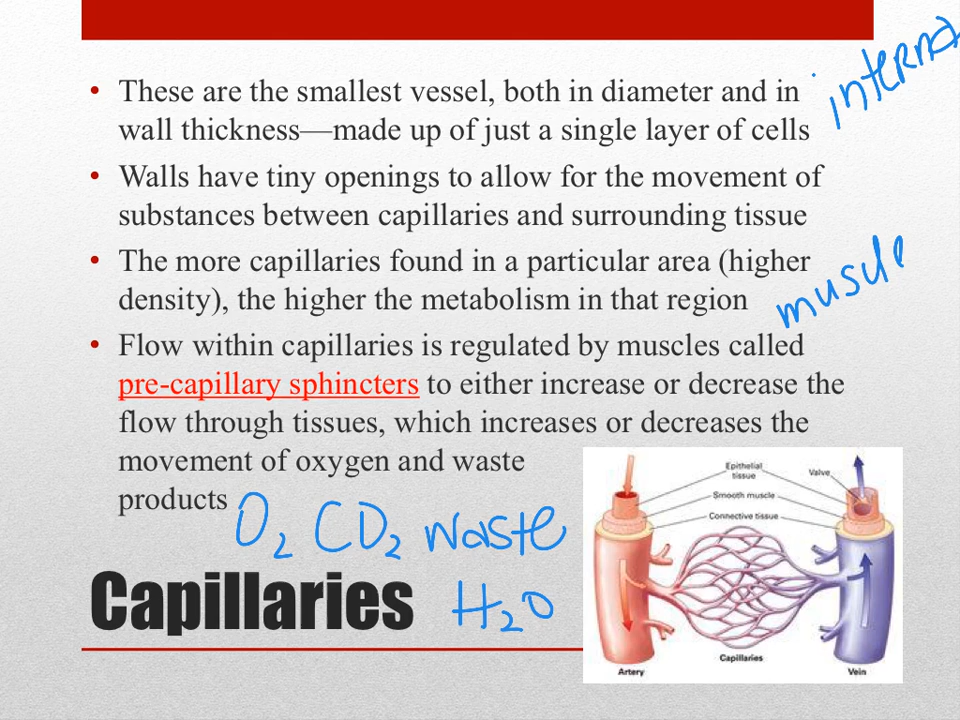 • These are the smallest vessel, both in diameter and in
wall thickness—made up of just a single layer of cells
• Walls have tiny openings to allow for the movement of
substances between capillaries and surrounding tissue
• The more capillaries found in a particular area (higher
density), the higher the metabolism in that region
• Flow within capillaries is regulated by muscles called
pre-capillary sphincters to either increase or decrease the
flow through tissues, which increases or decreases the
movement of oxygen and waste
products
interna
muscle
O₂ CO₂ waste
H₂O
Capillaries
Epithelial
tissue
Valve
Smooth muscle
Connective tissue
Capillaries
Artery
Vein